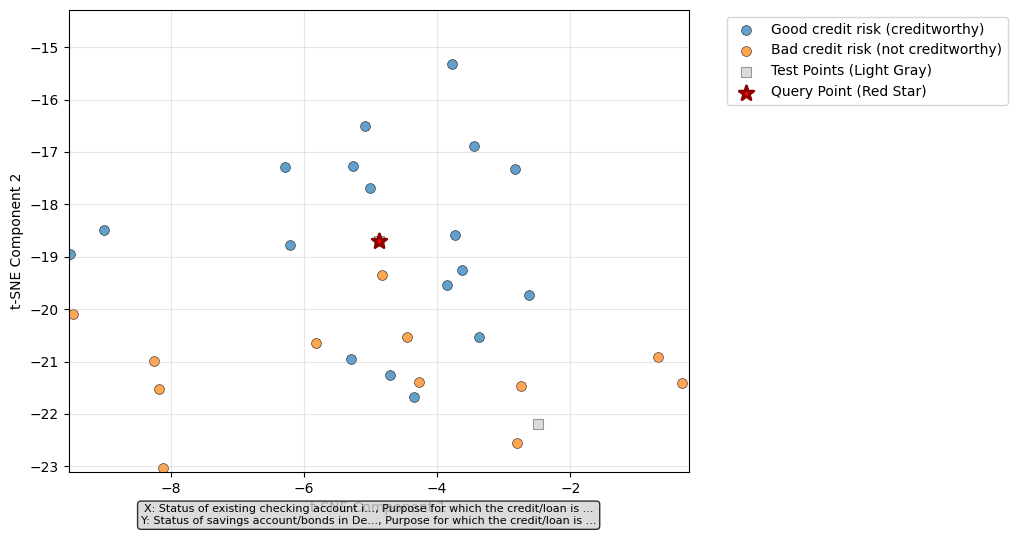 Good credit risk (creditworthy)
Bad credit risk (not creditworthy)
Test Points (Light Gray)
Query Point (Red Star)
t-SNE Component 2
−15
−16
−17
−18
−19
−20
−21
−22
−23
−8
−6
−4
−2
X: Status of existing checking account i..., Purpose for which the credit/loan is ...
Y: Status of savings account/bonds in De..., Purpose for which the credit/loan is ...